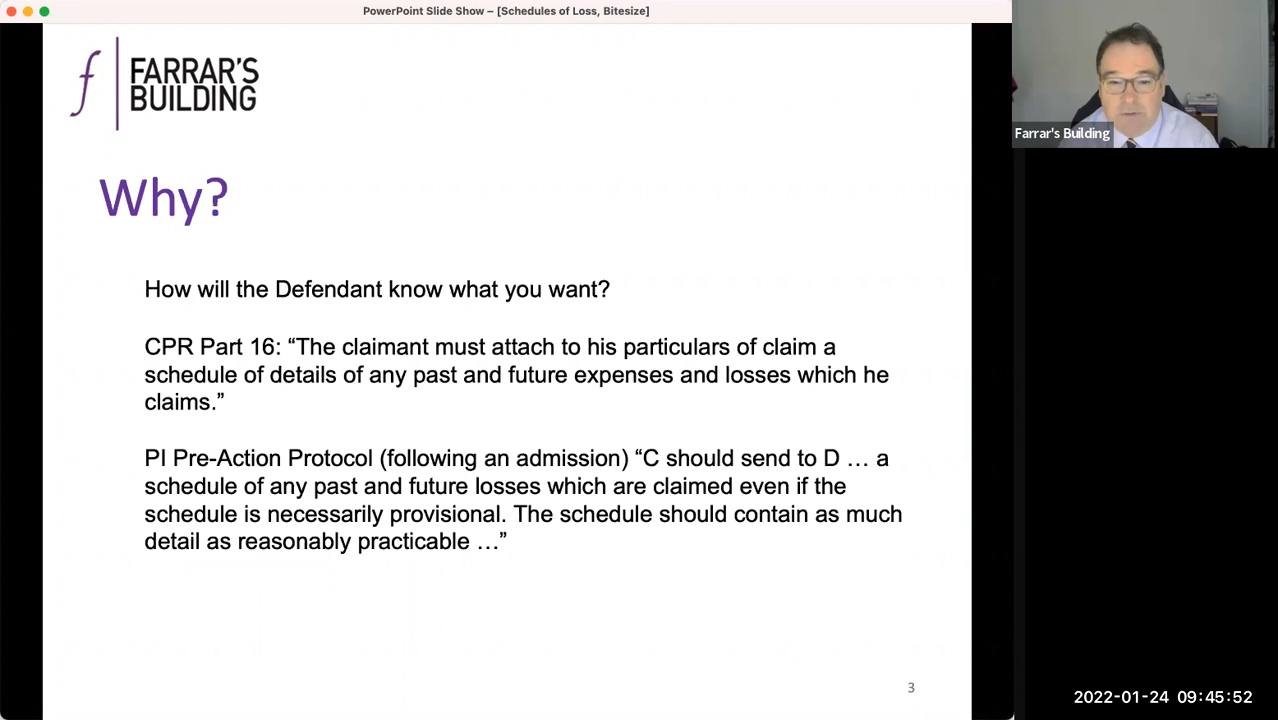 PowerPoint Slide Show – [Schedules of Loss, Bitesize]
f
FARRAR'S
BUILDING
Why?
How will the Defendant know what you want?
CPR Part 16: “The claimant must attach to his particulars of claim a
schedule of details of any past and future expenses and losses which he
claims.”
PI Pre-Action Protocol (following an admission) “C should send to D … a
schedule of any past and future losses which are claimed even if the
schedule is necessarily provisional. The schedule should contain as much
detail as reasonably practicable …”
3
Farrar's Building
2022-01-24 09:45:52